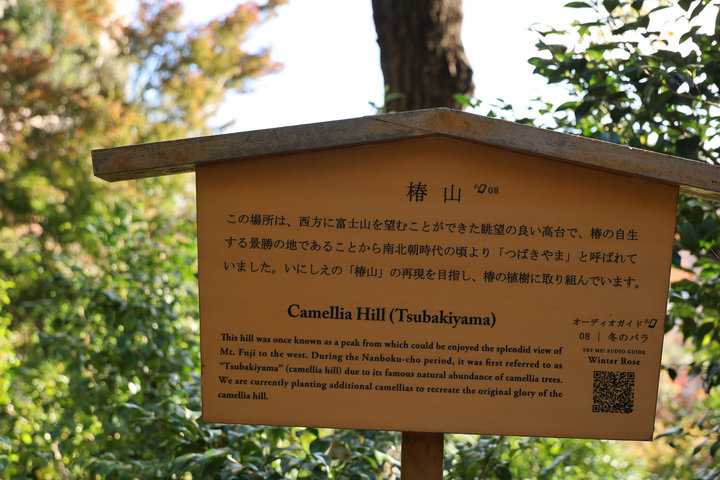 椿 山 08
この場所は、西方に富士山を望むことができた眺望の良い高台で、椿の自生
する景勝の地であることから南北朝時代の頃より「つばきやま」と呼ばれて
いました。いにしえの「椿山」の再現を目指し、椿の植樹に取り組んでいます。
Camellia Hill (Tsubakiyama)
This hill was once known as a peak from which could be enjoyed the splendid view of
Mt. Fuji to the west. During the Nanboku-cho period, it was first referred to as
“Tsubakiyama” (camellia hill) due to its famous natural abundance of camellia trees.
We are currently planting additional camellias to recreate the original glory of the
camellia hill.
オーディオガイド
08 | 冬のバラ
TRY ME! AUDIO GUIDE
Winter Rose